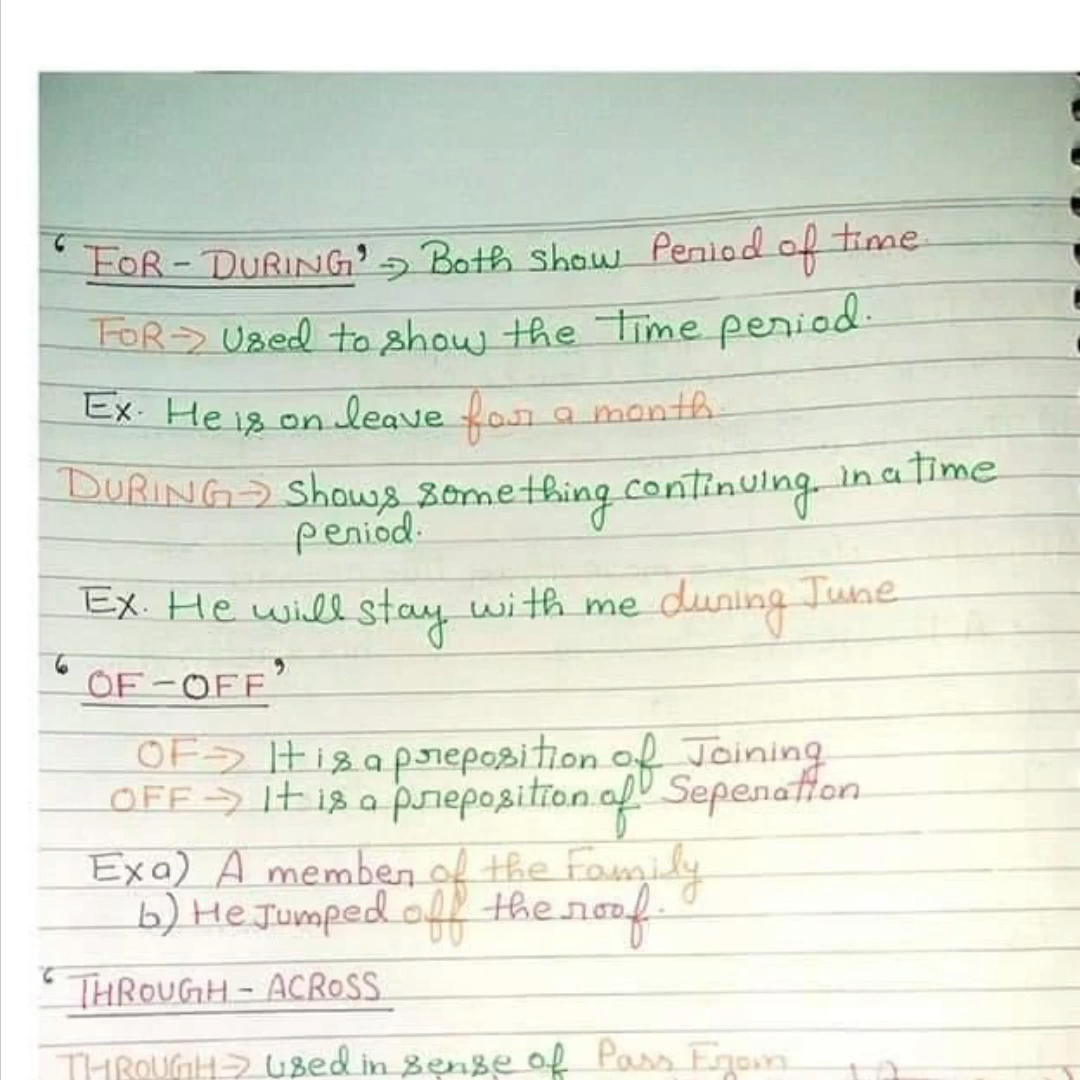 ‘FOR - DURING’ → Both show Period of time.
FOR → Used to show the Time period.
Ex. He is on leave for a month.
DURING → Shows something continuing in a time
period.
Ex. He will stay with me during June
‘OF - OFF’
OF → It is a preposition of Joining
OFF → It is a preposition of Seperation
Ex a) A member of the Family
b) He Jumped off the roof.
‘THROUGH - ACROSS
THROUGH → used in sense of Pass From